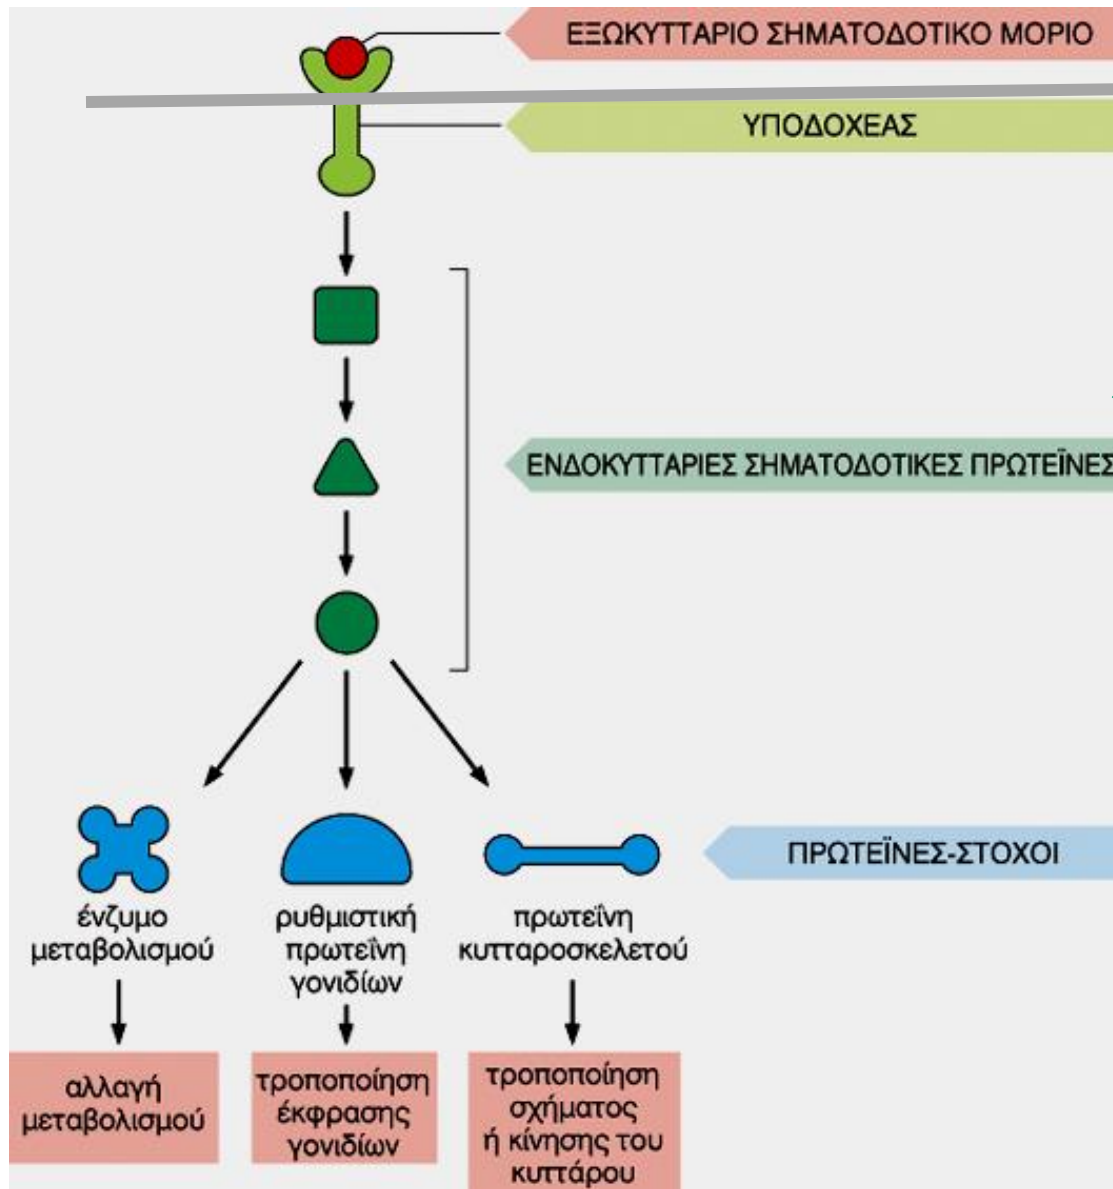 ΕΞΩΚΥΤΤΑΡΙΟ ΣΗΜΑΤΟΔΟΤΙΚΟ ΜΟΡΙΟ
ΥΠΟΔΟΧΕΑΣ
ΕΝΔΟΚΥΤΤΑΡΙΕΣ ΣΗΜΑΤΟΔΟΤΙΚΕΣ ΠΡΩΤΕΪΝΕΣ
ΠΡΩΤΕΪΝΕΣ-ΣΤΟΧΟΙ
ένζυμο
μεταβολισμού
ρυθμιστική
πρωτεΐνη
γονιδίων
πρωτεΐνη
κυτταροσκελετού
αλλαγή
μεταβολισμού
τροποποίηση
έκφρασης
γονιδίων
τροποποίηση
σχήματος
ή κίνησης του
κυττάρου